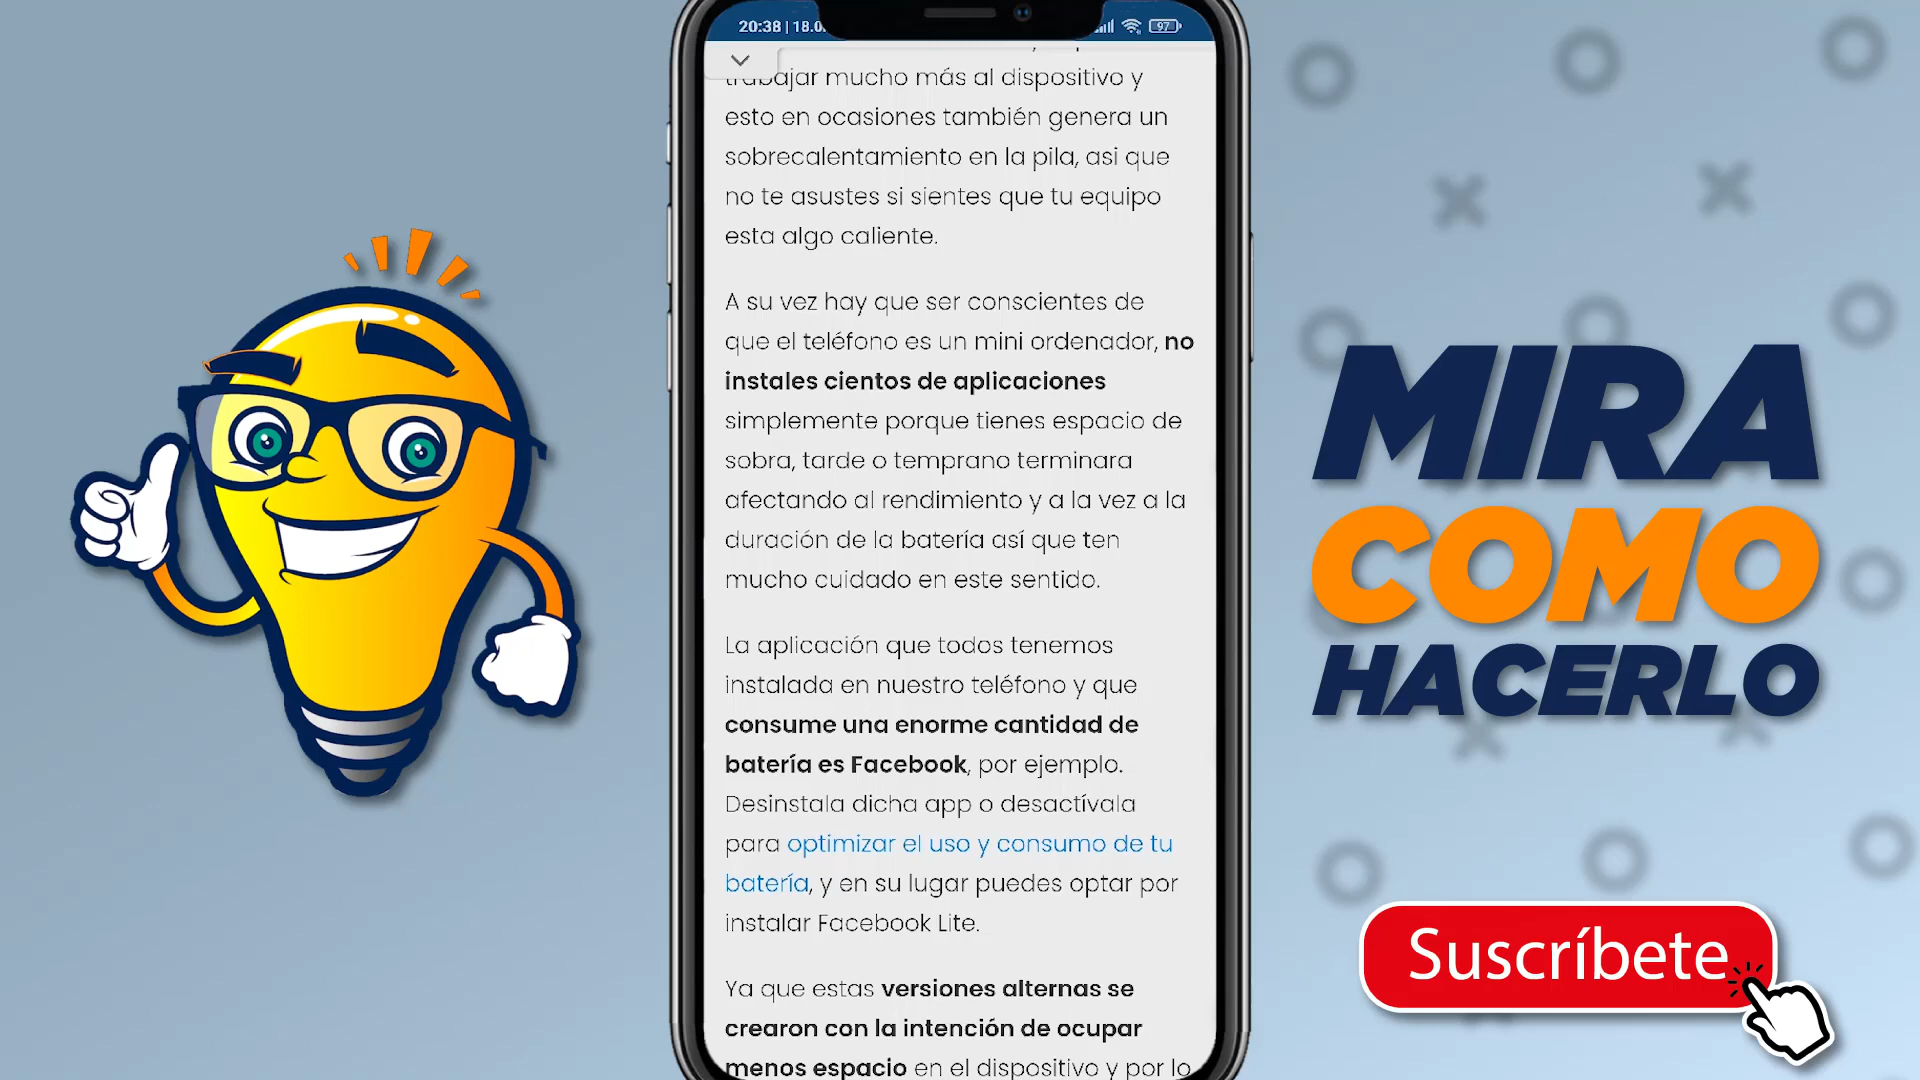 20:38 | 18.0
97
trabajar mucho más al dispositivo y
esto en ocasiones también genera un
sobrecalentamiento en la pila, asi que
no te asustes si sientes que tu equipo
esta algo caliente.
A su vez hay que ser conscientes de
que el teléfono es un mini ordenador, no
instales cientos de aplicaciones
simplemente porque tienes espacio de
sobra, tarde o temprano terminara
afectando al rendimiento y a la vez a la
duración de la batería así que ten
mucho cuidado en este sentido.
La aplicación que todos tenemos
instalada en nuestro teléfono y que
consume una enorme cantidad de
batería es Facebook, por ejemplo.
Desinstala dicha app o desactívala
para optimizar el uso y consumo de tu
batería, y en su lugar puedes optar por
instalar Facebook Lite.
Ya que estas versiones alternas se
crearon con la intención de ocupar
menos espacio en el dispositivo y por lo
MIRA
COMO
HACERLO
Suscríbete